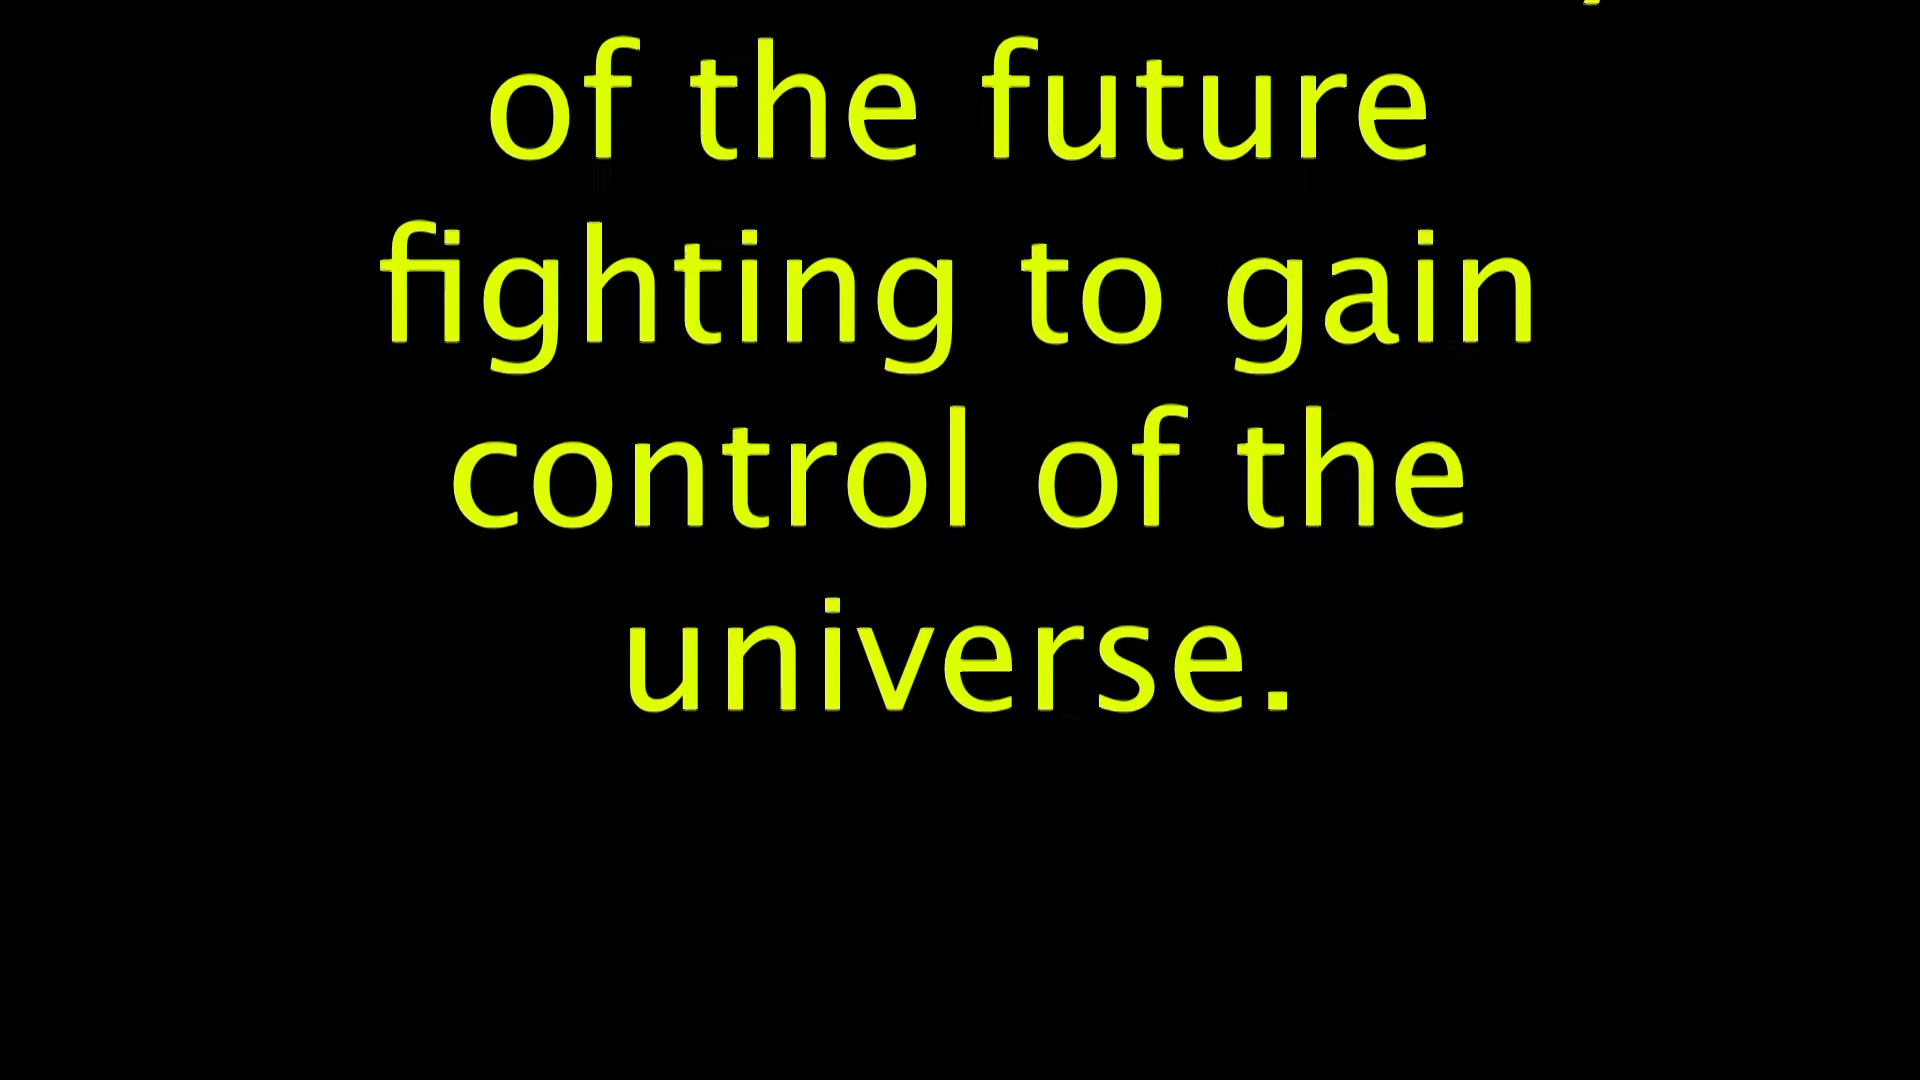 of the future
fighting to gain
control of the
universe.